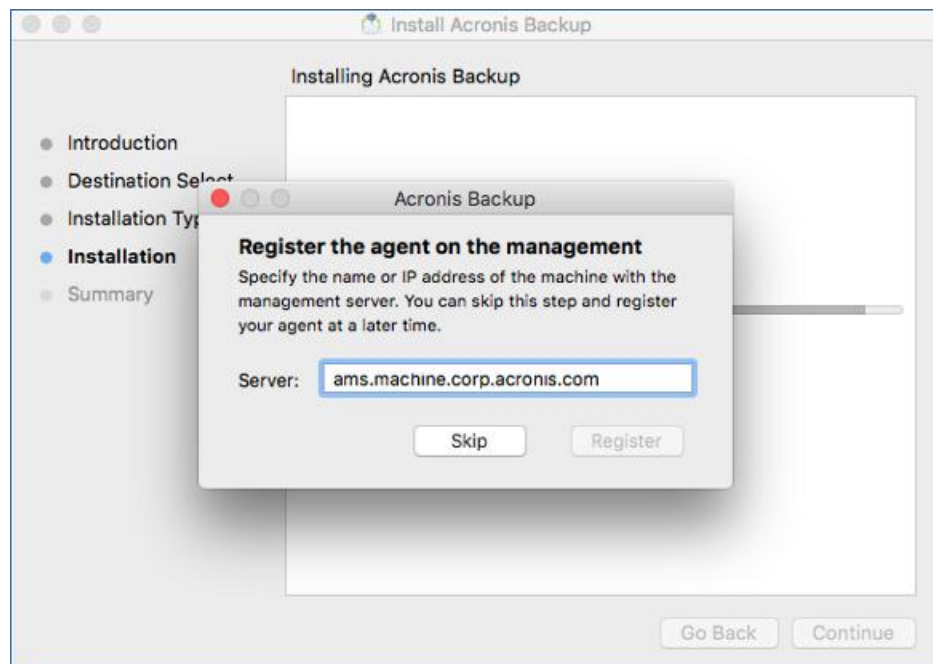 Install Acronis Backup
Installing Acronis Backup
Introduction
Destination Select
Installation Typ
Installation
Summary
Acronis Backup
Register the agent on the management
Specify the name or IP address of the machine with the
management server. You can skip this step and register
your agent at a later time.
Server: ams.machine.corp.acronis.com
Skip Register
Go Back Continue